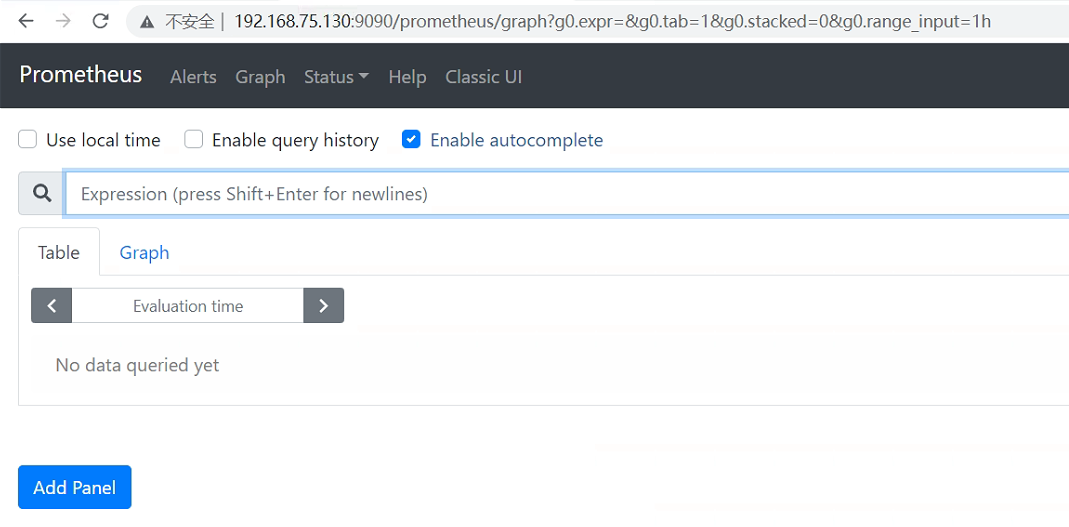 不安全 | 192.168.75.130:9090/prometheus/graph?g0.expr=&g0.tab=1&g0.stacked=0&g0.range_input=1h
Prometheus Alerts Graph Status Help Classic UI
Use local time Enable query history Enable autocomplete
Expression (press Shift+Enter for newlines)
Table Graph
Evaluation time
No data queried yet
Add Panel